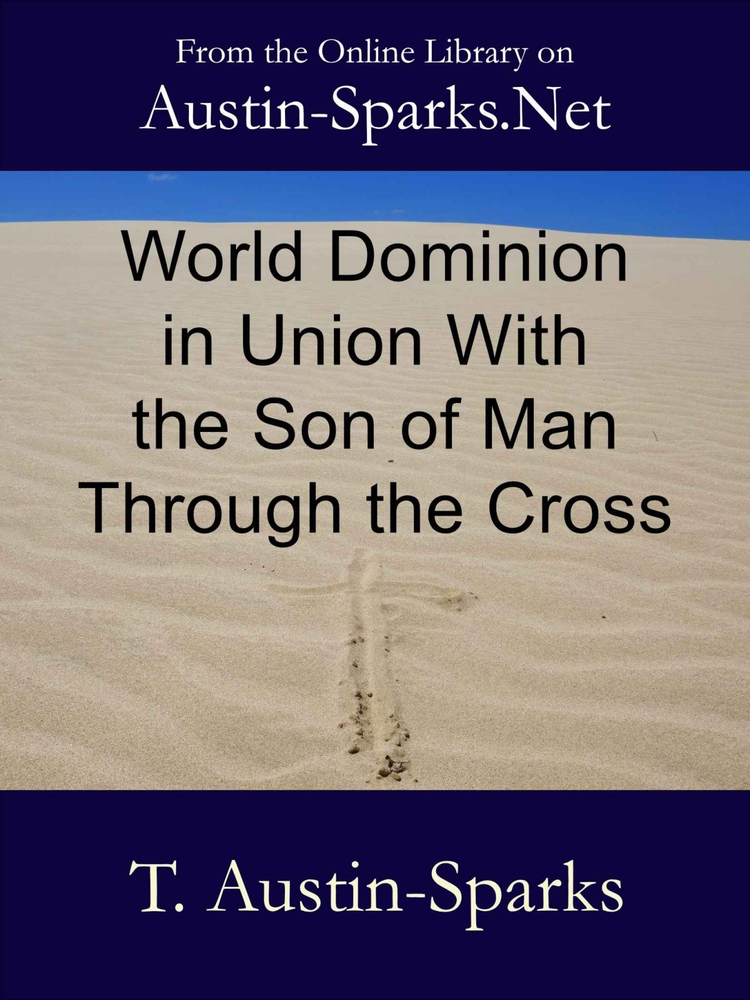 From the Online Library on
Austin-Sparks.Net
World Dominion
in Union With
the Son of Man
Through the Cross
T. Austin-Sparks